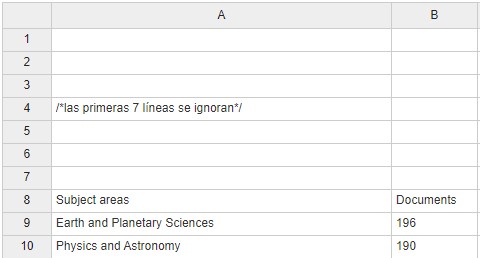 A B
1
2
3
4 /*las primeras 7 líneas se ignoran*/
5
6
7
8 Subject areas Documents
9 Earth and Planetary Sciences 196
10 Physics and Astronomy 190